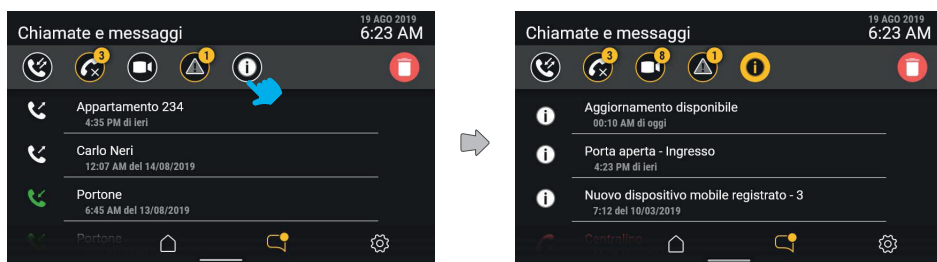 19 AGO 2019
Chiamate e messaggi
6:23 AM
3
1
Appartamento 234
4:35 PM di ieri
Carlo Neri
12:07 AM del 14/08/2019
Portone
6:45 AM del 13/08/2019
Portone
19 AGO 2019
Chiamate e messaggi
6:23 AM
3
8
1
Aggiornamento disponibile
00:10 AM di oggi
Porta aperta - Ingresso
4:23 PM di ieri
Nuovo dispositivo mobile registrato - 3
7:12 del 10/03/2019
Centralino